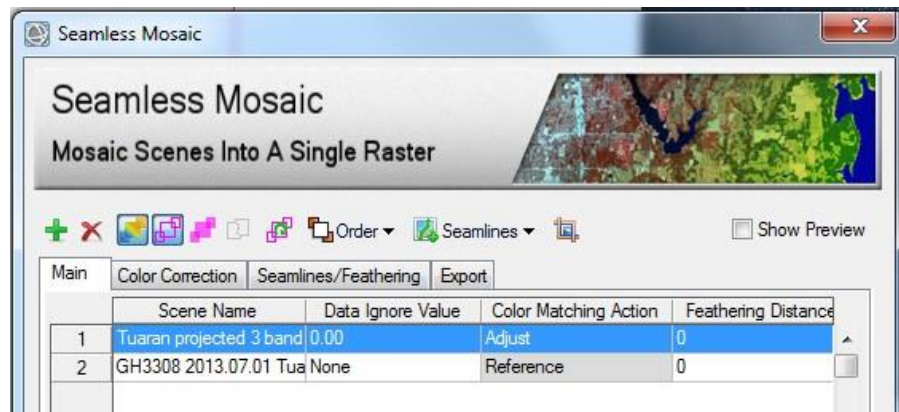 Seamless Mosaic
Seamless Mosaic
Mosaic Scenes Into A Single Raster
Order Seamlines Show Preview
Main Color Correction Seamlines/Feathering Export
Scene Name Data Ignore Value Color Matching Action Feathering Distance
1 Tuaran projected 3 band 0.00 Adjust 0
2 GH3308 2013.07.01 Tua None Reference 0